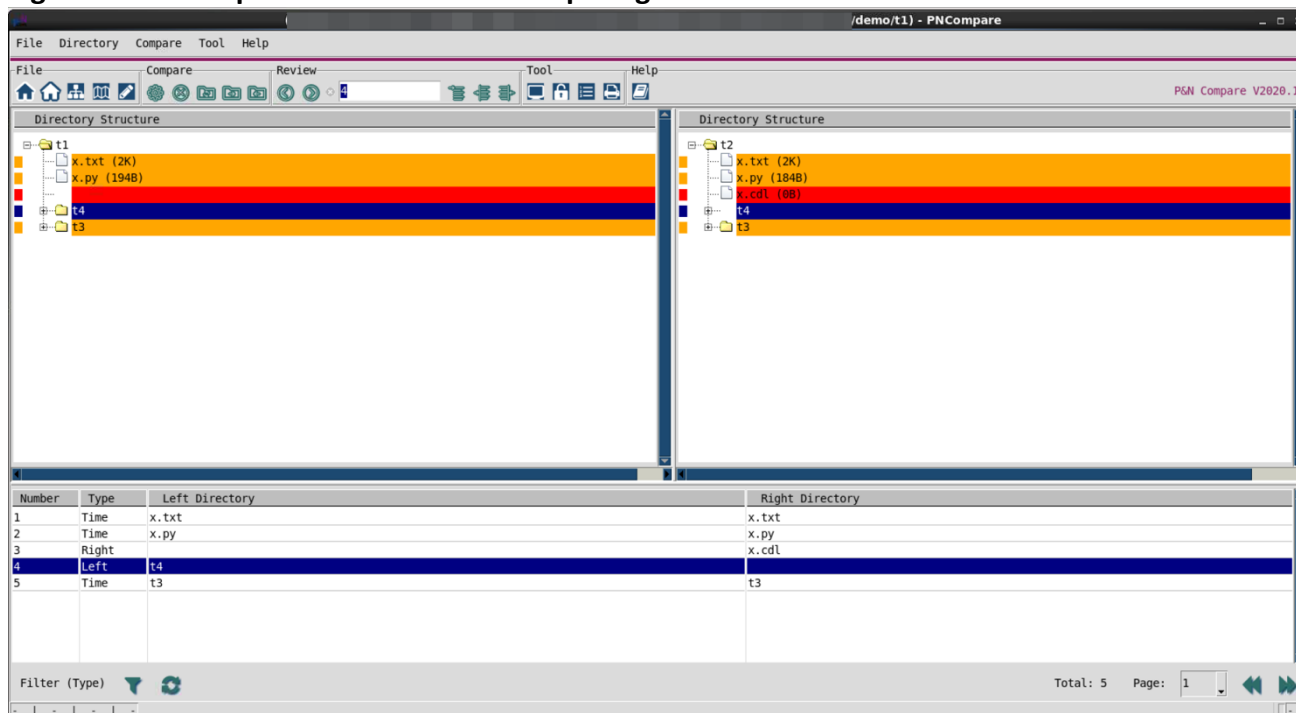 /demo/t1) - PNCompare
File Directory Compare Tool Help
File Compare Review Tool Help
4 P&N Compare V2020.1
Directory Structure Directory Structure
t1 t2
x.txt (2K) x.txt (2K)
x.py (194B) x.py (184B)
x.cdl (0B)
t4 t4
t3 t3
Number Type Left Directory Right Directory
1 Time x.txt x.txt
2 Time x.py x.py
3 Right x.cdl
4 Left t4
5 Time t3 t3
Filter (Type) Total: 5 Page: 1